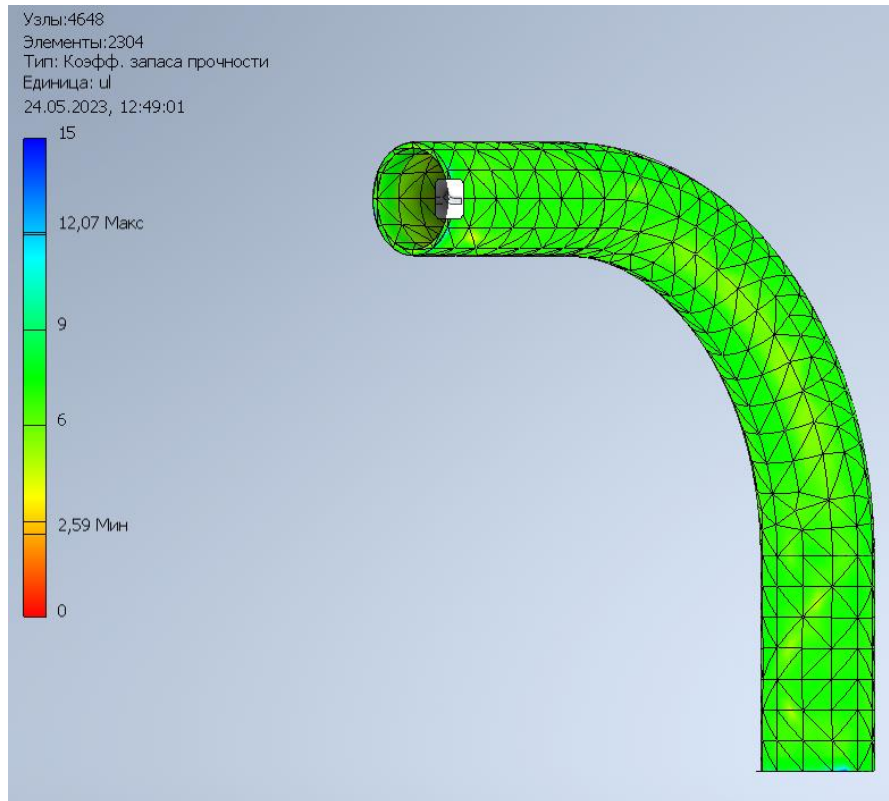 Узлы:4648
Элементы:2304
Тип: Коэфф. запаса прочности
Единица: ul
24.05.2023, 12:49:01
15
12,07 Макс
9
6
2,59 Мин
0